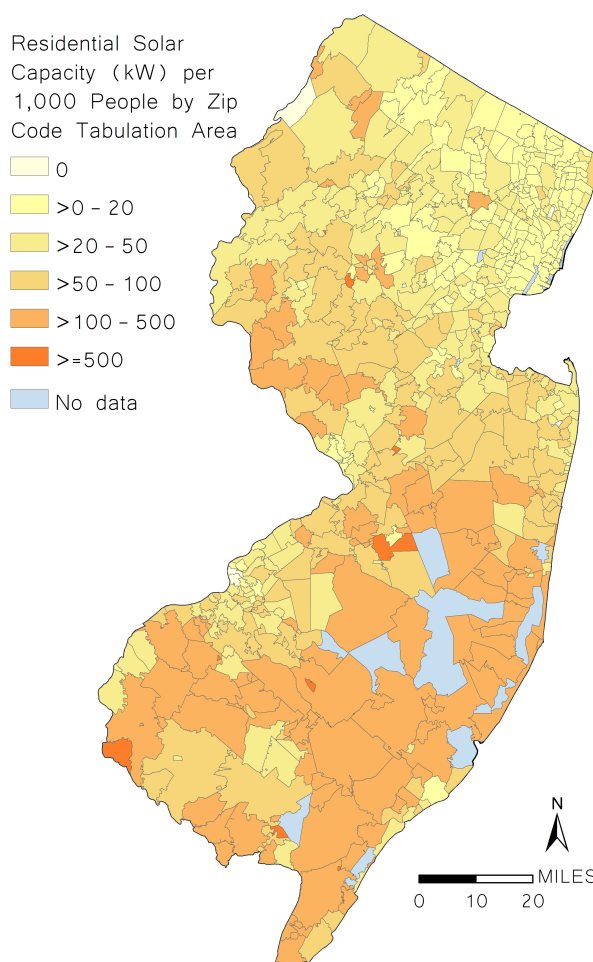 Residential Solar
Capacity (kW) per
1,000 People by Zip
Code Tabulation Area
0
>0 - 20
>20 - 50
>50 - 100
>100 - 500
>=500
No data
N
MILES
0 10 20